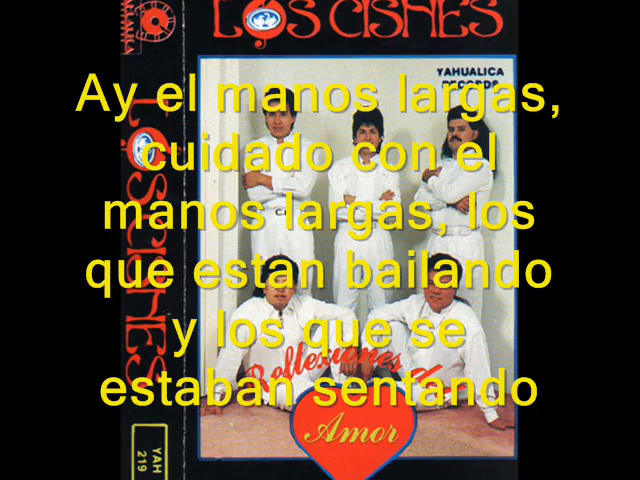 LOS CISNES
YAHUALICA
RECORDS
Ay el manos largas,
cuidado con el
manos largas, los
que estan bailando
y los que se
estaban sentando
LOS CISNES
Reflexiones
Amor
YAH
219